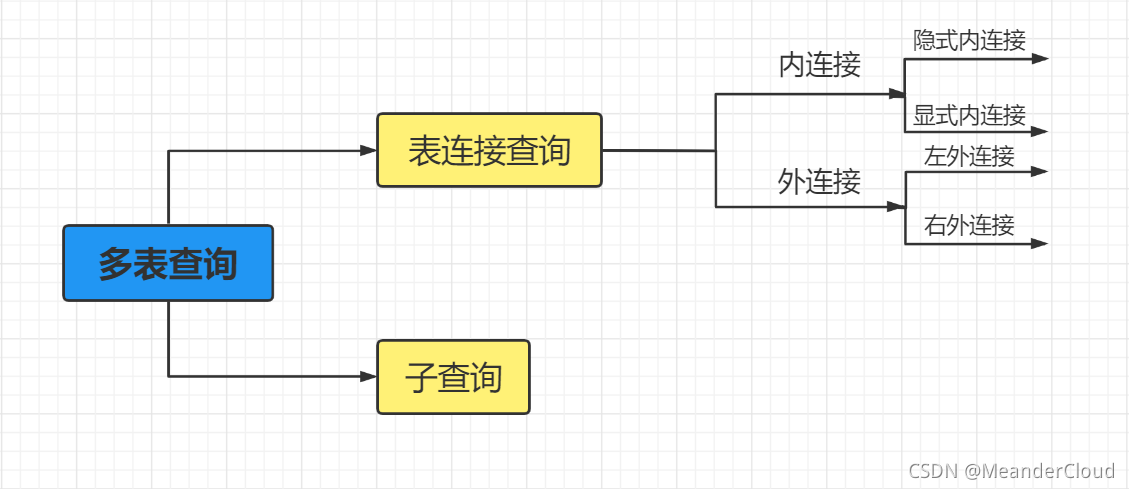 隐式内连接
内连接
显式内连接
表连接查询
左外连接
外连接
右外连接
多表查询
子查询
CSDN @MeanderCloud